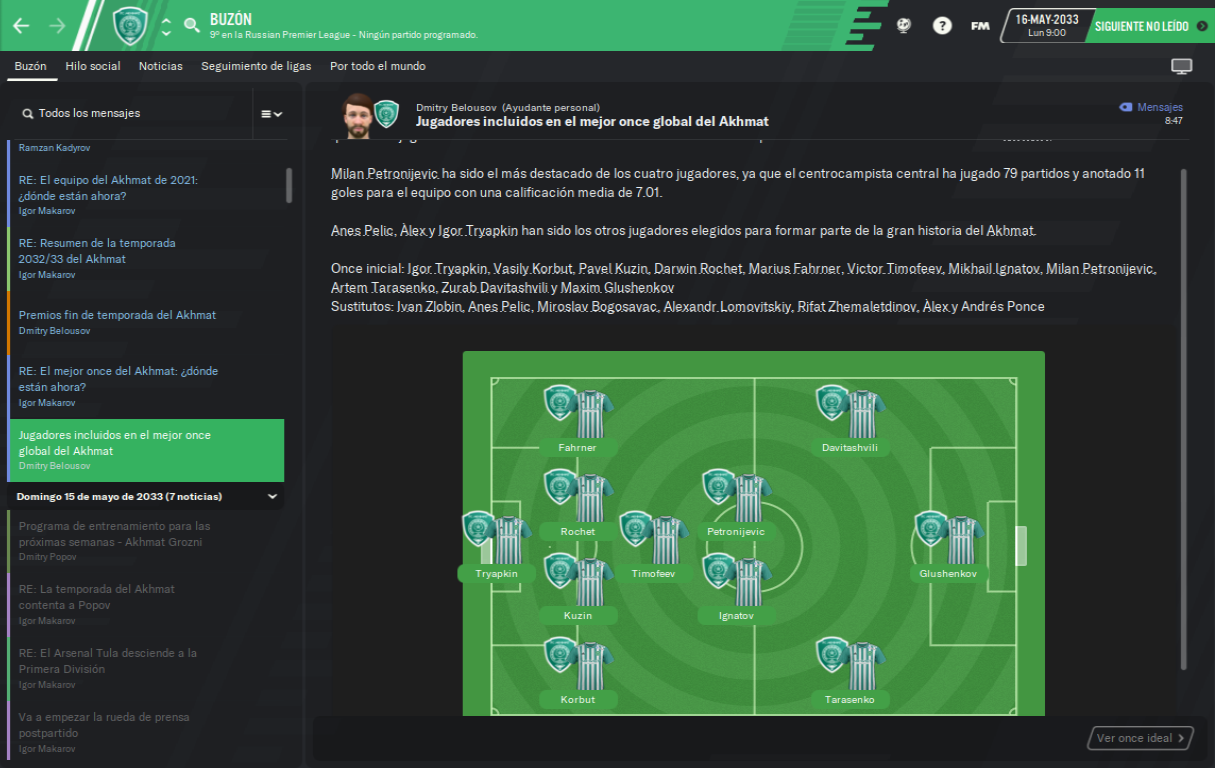 BUZÓN
9º en la Russian Premier League - Ningún partido programado.
FM
16-MAY-2033
Lun 9:00
SIGUIENTE NO LEÍDO
Buzón
Hilo social
Noticias
Seguimiento de ligas
Por todo el mundo
Todos los mensajes
Ramzan Kadyrov
RE: El equipo del Akhmat de 2021:
¿dónde están ahora?
Igor Makarov
RE: Resumen de la temporada
2032/33 del Akhmat
Igor Makarov
Premios fin de temporada del Akhmat
Dmitry Belousov
RE: El mejor once del Akhmat: ¿dónde
están ahora?
Igor Makarov
Jugadores incluidos en el mejor once
global del Akhmat
Dmitry Belousov
Domingo 15 de mayo de 2033 (7 noticias)
Programa de entrenamiento para las
próximas semanas - Akhmat Grozni
Dmitry Popov
RE: La temporada del Akhmat
contenta a Popov
Igor Makarov
RE: El Arsenal Tula desciende a la
Primera División
Igor Makarov
Va a empezar la rueda de prensa
postpartido
Igor Makarov
Dmitry Belousov (Ayudante personal)
Jugadores incluidos en el mejor once global del Akhmat
Mensajes
8:47
Milan Petronijevic ha sido el más destacado de los cuatro jugadores, ya que el centrocampista central ha jugado 79 partidos y anotado 11
goles para el equipo con una calificación media de 7.01.
Anes Pelic, Àlex y Igor Tryapkin han sido los otros jugadores elegidos para formar parte de la gran historia del Akhmat.
Once inicial: Igor Tryapkin, Vasily Korbut, Pavel Kuzin, Darwin Rochet, Marius Fahrner, Victor Timofeev, Mikhail Ignatov, Milan Petronijevic,
Artem Tarasenko, Zurab Davitashvili y Maxim Glushenkov
Sustitutos: Ivan Zlobin, Anes Pelic, Miroslav Bogosavac, Alexandr Lomovitskiy, Rifat Zhemaletdinov, Àlex y Andrés Ponce
Fahrner
Davitashvili
Rochet
Petronijevic
Tryapkin
Timofeev
Glushenkov
Kuzin
Ignatov
Korbut
Tarasenko
Ver once ideal